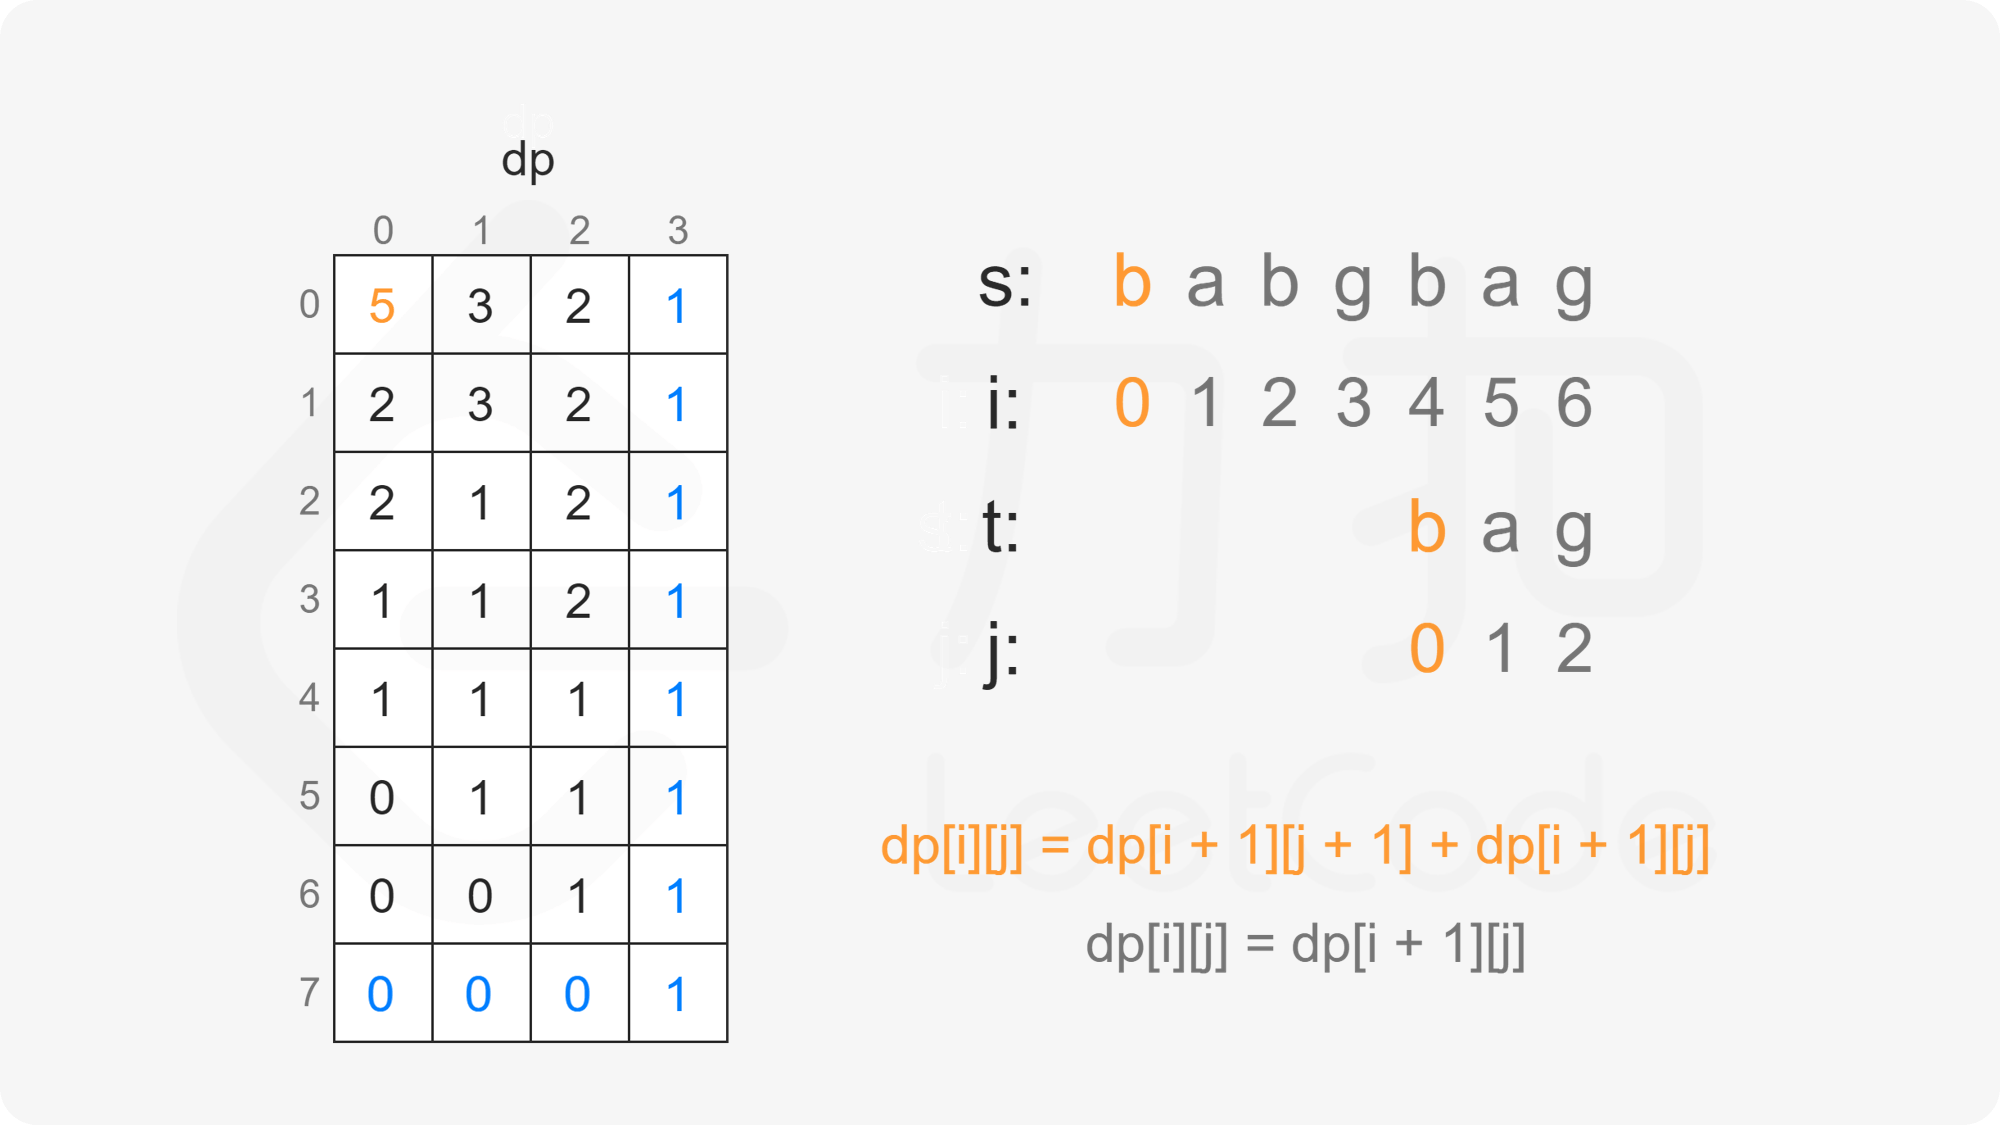 dp
0 1 2 3
0 5 3 2 1
1 2 3 2 1
2 2 1 2 1
3 1 1 2 1
4 1 1 1 1
5 0 1 1 1
6 0 0 1 1
7 0 0 0 1
s: b a b g b a g
i: 0 1 2 3 4 5 6
t: b a g
j: 0 1 2
dp[i][j] = dp[i + 1][j + 1] + dp[i + 1][j]
dp[i][j] = dp[i + 1][j]
力扣
LeetCode